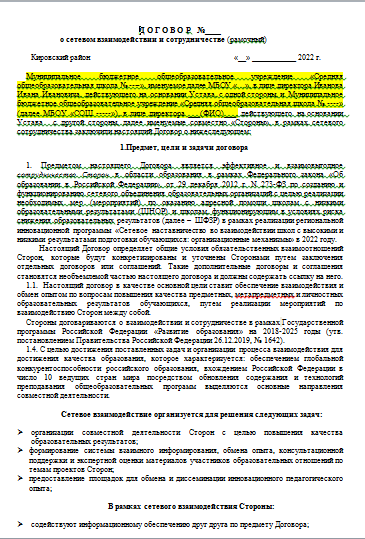 Д О Г О В О Р №___
о сетевом взаимодействии и сотрудничестве (рамочный)
Кировский район «__» ____________ 2022 г.
Муниципальное бюджетное общеобразовательное учреждение «Средняя
общеобразовательная школа № ----», именуемое далее МБОУ «...», в лице директора Ивана
Ивана Ивановича, действующего на основании Устава, с одной стороны, и Муниципальное
бюджетное общеобразовательное учреждение «Средняя общеобразовательная школа №
(далее МБОУ «СОШ в лице (ФИО) действующего на основании
Устава , с другой стороны, именуемые совместно «Стороны», в рамках сетевого
сотрудничества заключили настоящий Договор о нижеследующем:
1.Предмет, цели и задачи договора
1. Предметом настоящего Договора является эффективное и взаимовыгодное
сотрудничество Сторон в области образования в рамках Федерального закона «Об
образовании в Российской Федерации», от 29 декабря 2012 г. N 273-ФЗ по созданию и
функционированию сетевого объединения образовательных организаций с целью реализации
необходимых мер (мероприятий) по оказанию адресной помощи школам с низкими
образовательными результатами (ШНОР) и школам, функционирующим в условиях риска
снижения образовательных результатов (далее – ШФЗР) в рамках реализации региональной
инновационной программы «Сетевое наставничество во взаимодействии школ с высокими и
низкими результатами подготовки обучающихся: организационные механизмы» в 2022 году.
Настоящий Договор определяет общие условия обязательственных взаимоотношений
Сторон, которые будут конкретизированы и уточнены Сторонами путем заключения
отдельных договоров или соглашений. Такие дополнительные договоры и соглашения
становятся неотъемлемой частью настоящего договора и должны содержать ссылку на него.
1.1. Настоящий договор в качестве основной цели ставит обеспечение взаимодействия и
обмен опытом по вопросам повышения качества предметных, метапредметных и личностных
образовательных результатов обучающихся, путем реализации мероприятий по
взаимодействию Сторон между собой.
Стороны договариваются о взаимодействии и сотрудничестве в рамках Государственной
программы Российской Федерации «Развитие образования» на 2018-2025 годы (утв.
постановлением Правительства Российской Федерации 26.12.2019, № 1642).
1.4. С целью достижения поставленных задач и организации процесса взаимодействия для
достижения качества образования, которое характеризуется: обеспечением глобальной
конкурентоспособности российского образования, вхождением Российской Федерации в
число 10 ведущих стран мира посредством обновления содержания и технологий
преподавания общеобразовательных программ выделяются основные направления
совместной деятельности.
Сетевое взаимодействие организуется для решения следующих задач:
➢ организации совместной деятельности Сторон с целью повышения качества
образовательных результатов;
➢ формирование системы взаимного информирования, обмена опыта, консультационной
поддержки и экспертной оценки материалов участников образовательных отношений по
темам проектов Сторон;
➢ предоставление площадок для обмена и диссеминации инновационного педагогического
опыта;
В рамках сетевого взаимодействия Стороны:
➢ содействуют информационному обеспечению друг друга по предмету Договора;